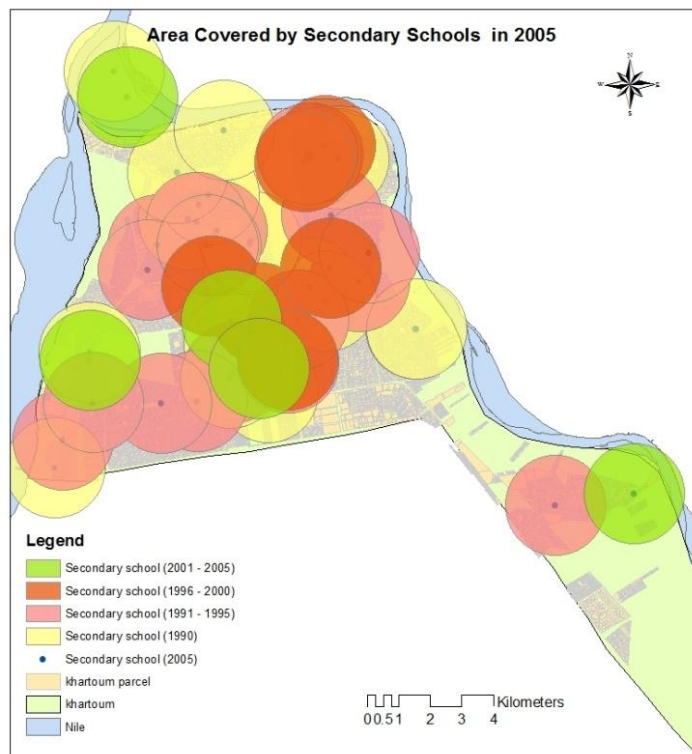 Area Covered by Secondary Schools in 2005
N
W E
S
Legend
Secondary school (2001 - 2005)
Secondary school (1996 - 2000)
Secondary school (1991 - 1995)
Secondary school (1990)
Secondary school (2005)
khartoum parcel
khartoum
Nile
Kilometers
0 0.5 1 2 3 4